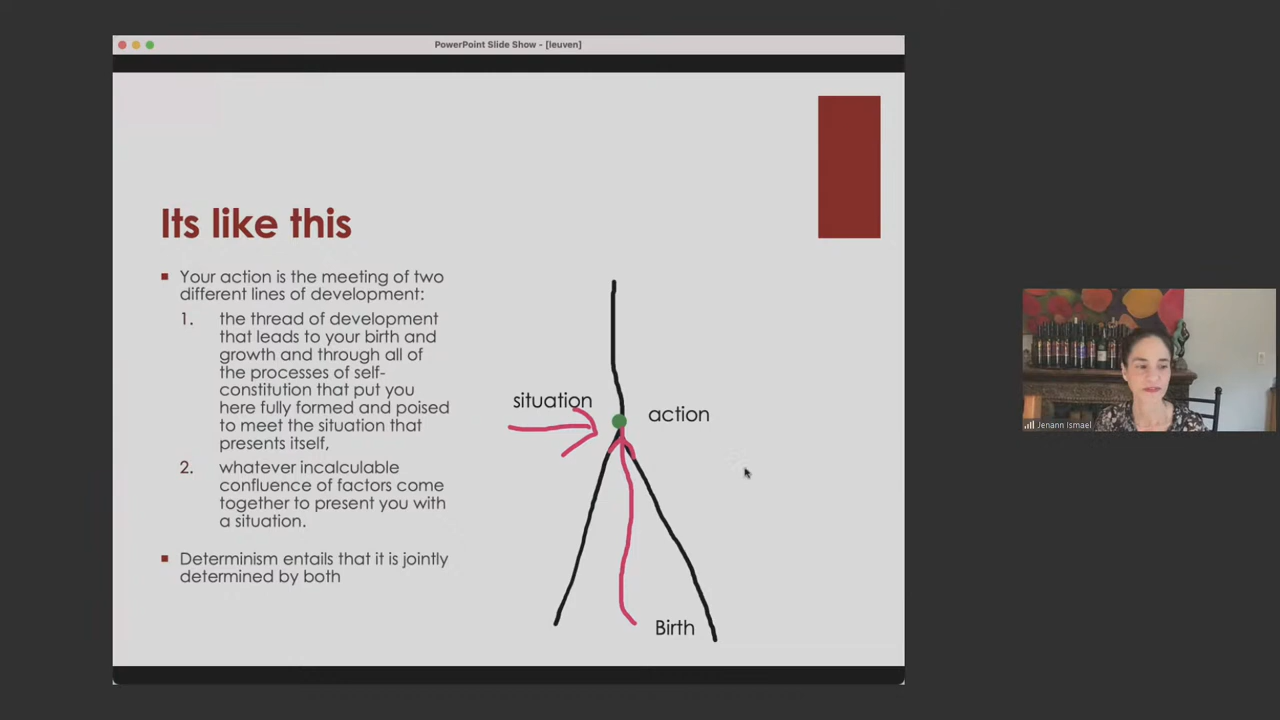 PowerPoint Slide Show - [leuven]
Its like this
Your action is the meeting of two
different lines of development:
1. the thread of development
that leads to your birth and
growth and through all of
the processes of self-
constitution that put you
here fully formed and poised
to meet the situation that
presents itself,
2. whatever incalculable
confluence of factors come
together to present you with
a situation.
Determinism entails that it is jointly
determined by both
situation
action
Birth
Jenann Ismael